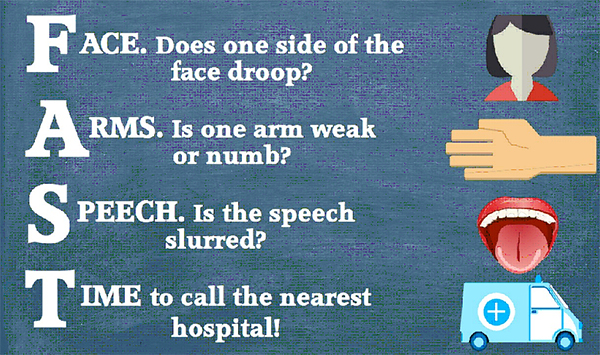 FACE. Does one side of the
face droop?
ARMS. Is one arm weak
or numb?
SPEECH. Is the speech
slurred?
TIME to call the nearest
hospital!